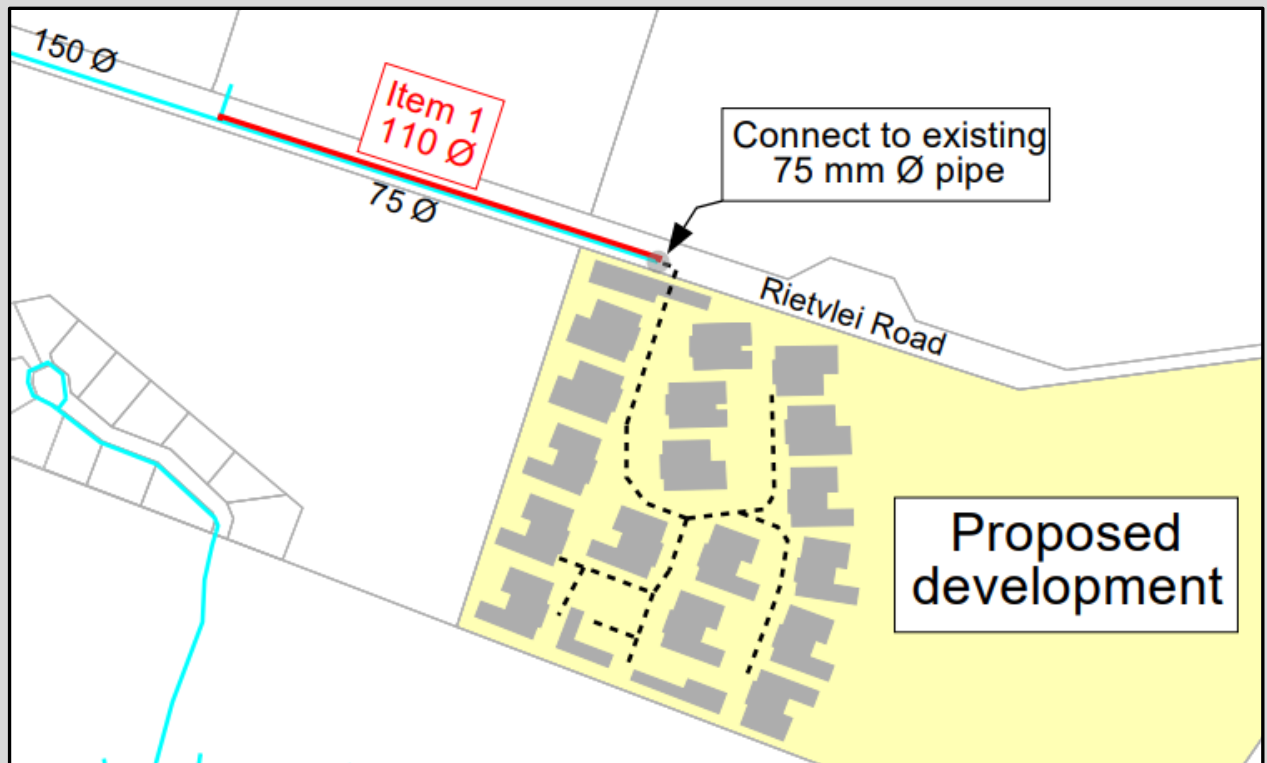 150 Ø
Item 1
110 Ø
75 Ø
Connect to existing
75 mm Ø pipe
Rietvlei Road
Proposed
development